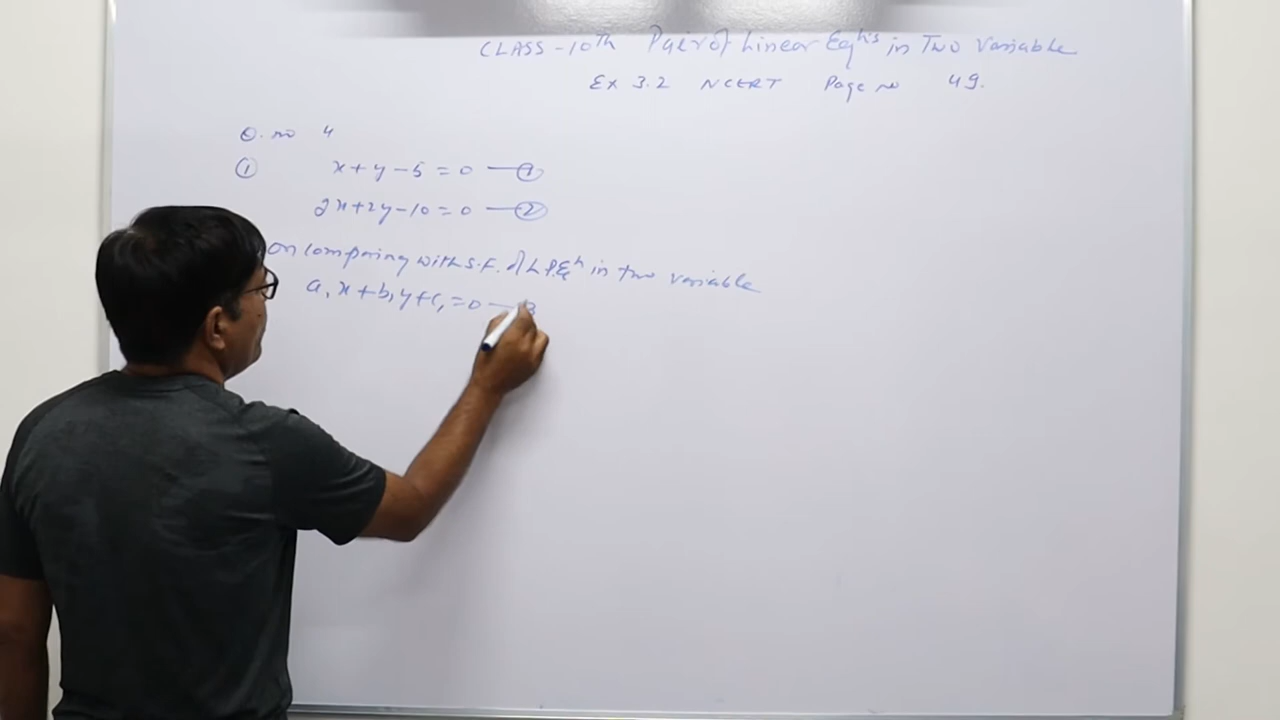 CLASS-10th Pair of Linear Eqns in Two Variable
Ex 3.2 NCERT Page no 49.
Q. no 4
① x+y-5=0 —①
2x+2y-10=0 —②
On comparing with S.F. of L P.Eqn in two variable
a₁x+b₁y+c₁=0 — 3